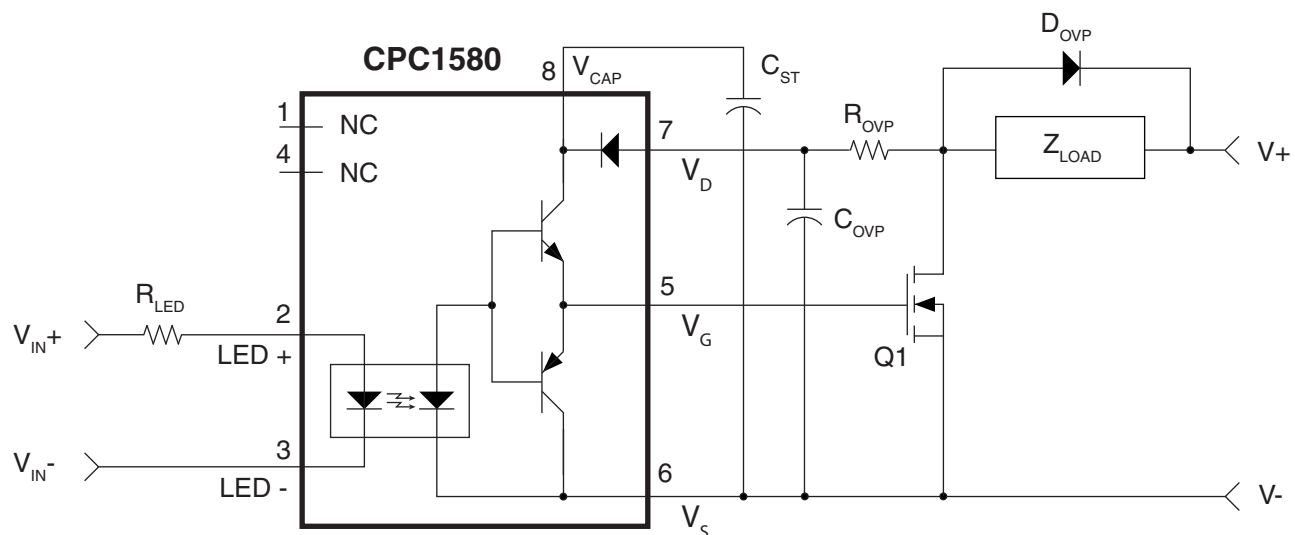 CPC1580
8
V_CAP
C_ST
D_OVP
1
NC
4
NC
7
V_D
R_OVP
Z_LOAD
V+
C_OVP
R_LED
2
V_IN+
LED +
5
V_G
Q1
3
V_IN-
LED -
6
V_S
V-